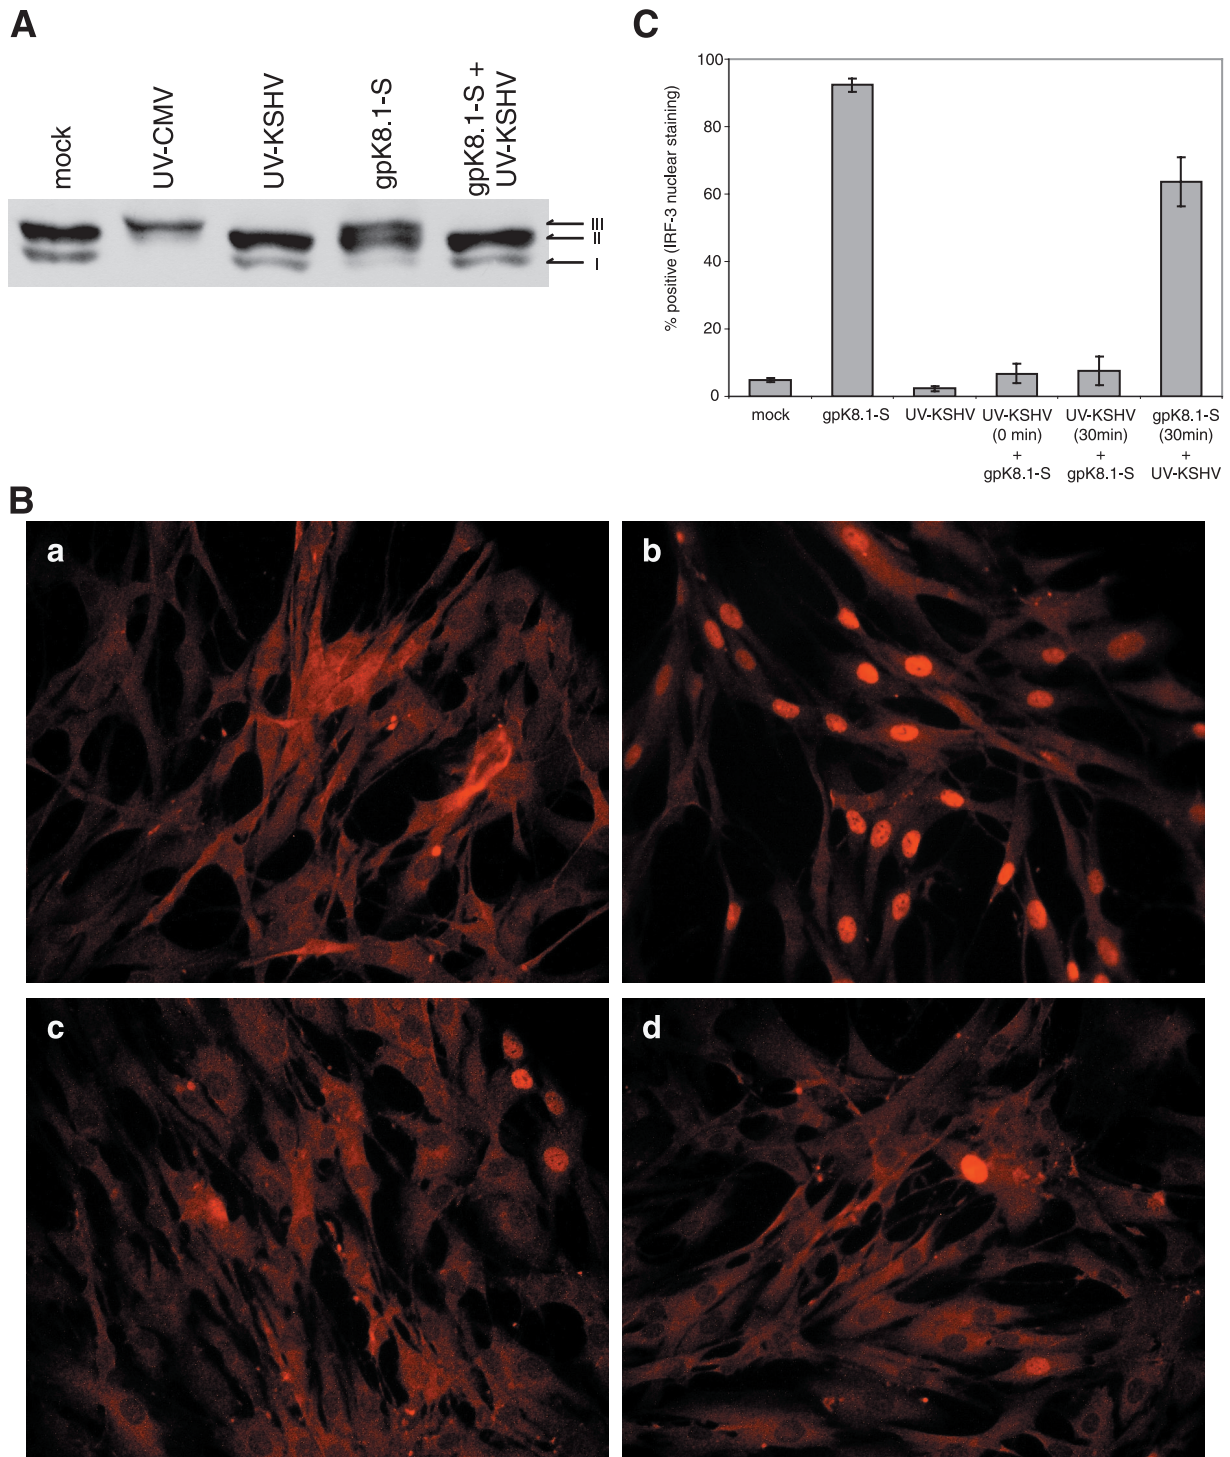 A
mock
UV-CMV
UV-KSHV
gpK8.1-S
gpK8.1-S +
UV-KSHV
III
II
I
C
% positive (IRF-3 nuclear staining)
100
80
60
40
20
0
mock
gpK8.1-S
UV-KSHV
UV-KSHV
(0 min)
+
gpK8.1-S
UV-KSHV
(30min)
+
gpK8.1-S
gpK8.1-S
(30min)
+
UV-KSHV
B
a
b
c
d